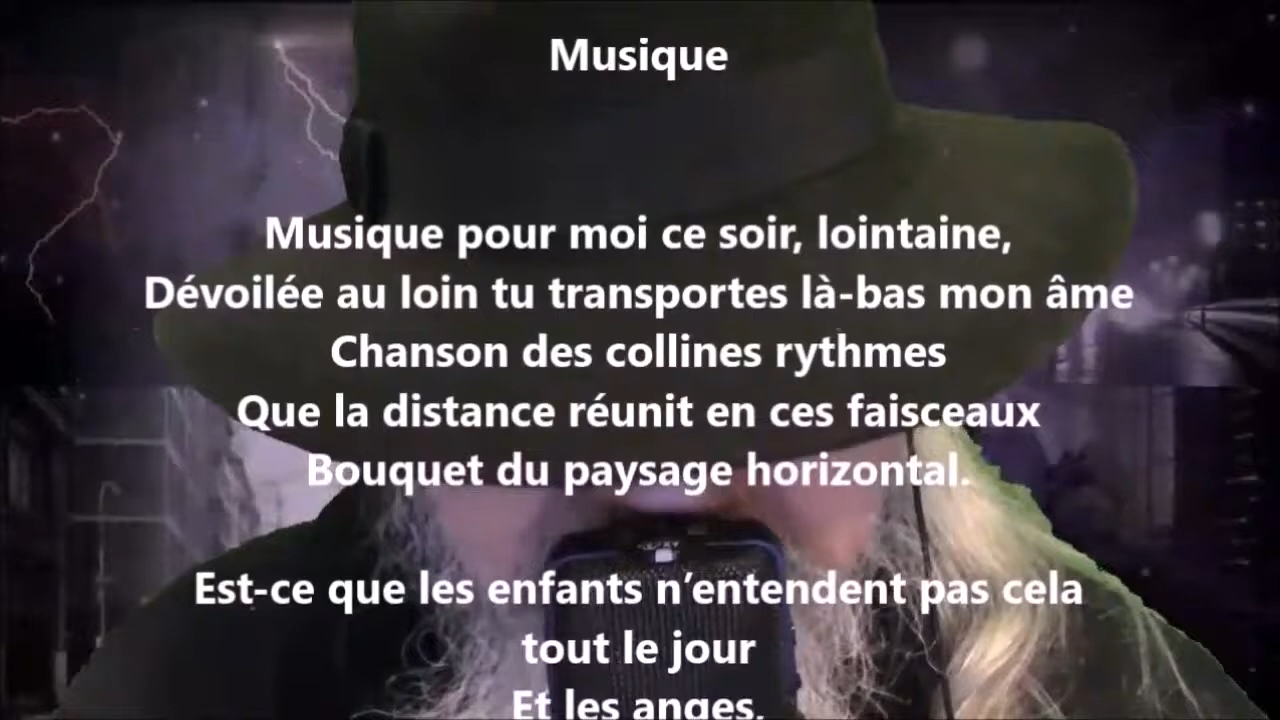 Musique
Musique pour moi ce soir, lointaine,
Dévoilée au loin tu transportes là-bas mon âme
Chanson des collines rythmes
Que la distance réunit en ces faisceaux
Bouquet du paysage horizontal.
Est-ce que les enfants n’entendent pas cela
tout le jour
Et les anges,